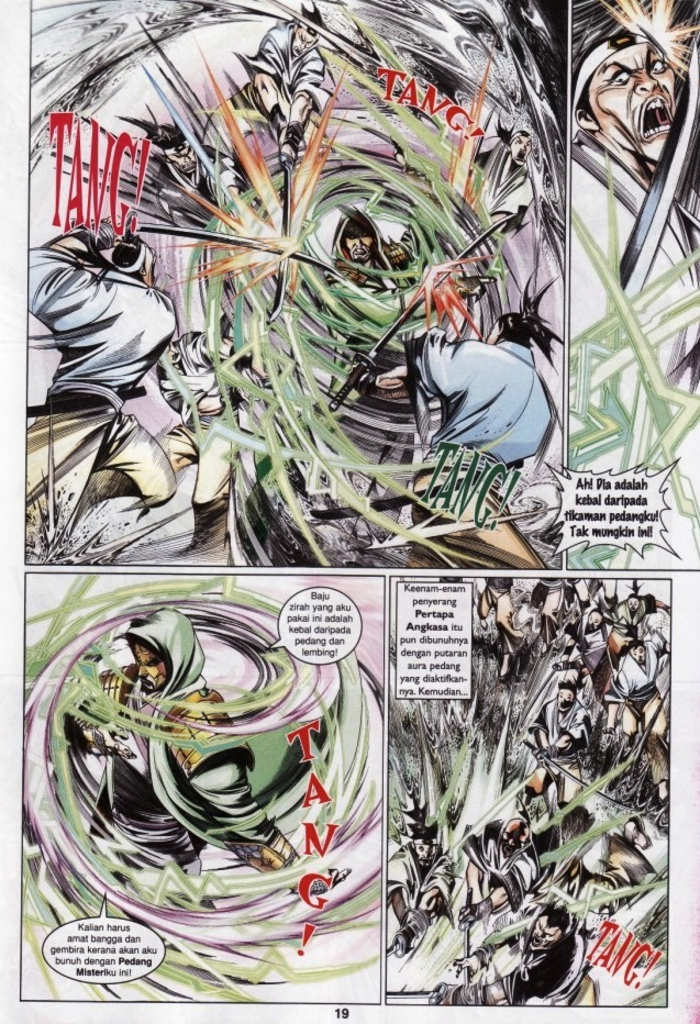 TANG!
TANG!
TANG!
Ah! Dia adalah
kebal daripada
tikaman pedangku!
Tak mungkin ini!
Baju
zirah yang aku
pakai ini adalah
kebal daripada
pedang dan
lembing!
TANG
TANG!
Kalian harus
amat bangga dan
gembira kerana akan aku
bunuh dengan Pedang
Misteriku ini!
Keenam-enam
penyerang
Pertapa
Angkasa itu
pun dibunuhnya
dengan putaran
aura pedang
yang diaktifkan-
nya. Kemudian...
TANG!
19